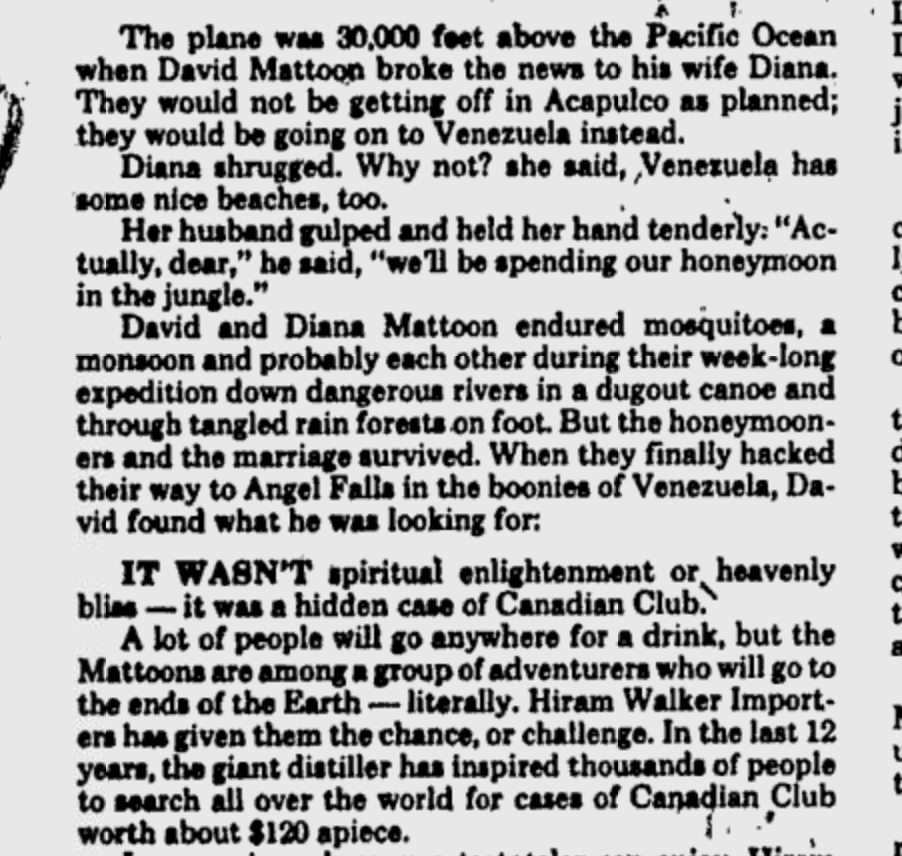 The plane was 30,000 feet above the Pacific Ocean
when David Mattoon broke the news to his wife Diana.
They would not be getting off in Acapulco as planned;
they would be going on to Venezuela instead.
Diana shrugged. Why not? she said, Venezuela has
some nice beaches, too.
Her husband gulped and held her hand tenderly: "Ac-
tually, dear," he said, "we'll be spending our honeymoon
in the jungle."
David and Diana Mattoon endured mosquitoes, a
monsoon and probably each other during their week-long
expedition down dangerous rivers in a dugout canoe and
through tangled rain forests on foot. But the honeymoon-
ers and the marriage survived. When they finally hacked
their way to Angel Falls in the boonies of Venezuela, Da-
vid found what he was looking for:
IT WASN'T spiritual enlightenment or heavenly
bliss — it was a hidden case of Canadian Club.
A lot of people will go anywhere for a drink, but the
Mattoons are among a group of adventurers who will go to
the ends of the Earth — literally. Hiram Walker Import-
ers has given them the chance, or challenge. In the last 12
years, the giant distiller has inspired thousands of people
to search all over the world for cases of Canadian Club
worth about $120 apiece.